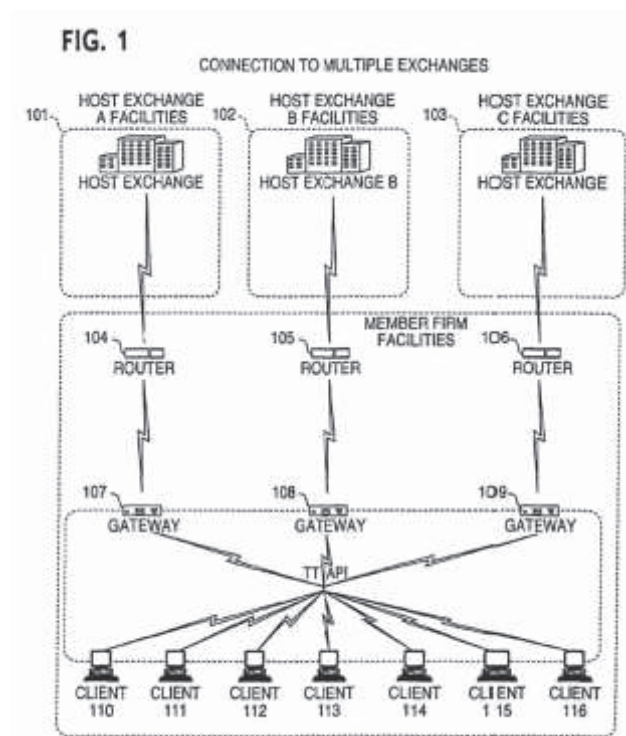 FIG. 1
CONNECTION TO MULTIPLE EXCHANGES
HOST EXCHANGE
A FACILITIES
101
HOST EXCHANGE
HOST EXCHANGE
B FACILITIES
102
HOST EXCHANGE B
HOST EXCHANGE
C FACILITIES
103
HOST EXCHANGE
MEMBER FIRM
FACILITIES
104
ROUTER
105
ROUTER
106
ROUTER
107
GATEWAY
108
GATEWAY
109
GATEWAY
TT API
CLIENT
110
CLIENT
111
CLIENT
112
CLIENT
113
CLIENT
114
CLIENT
115
CLIENT
116